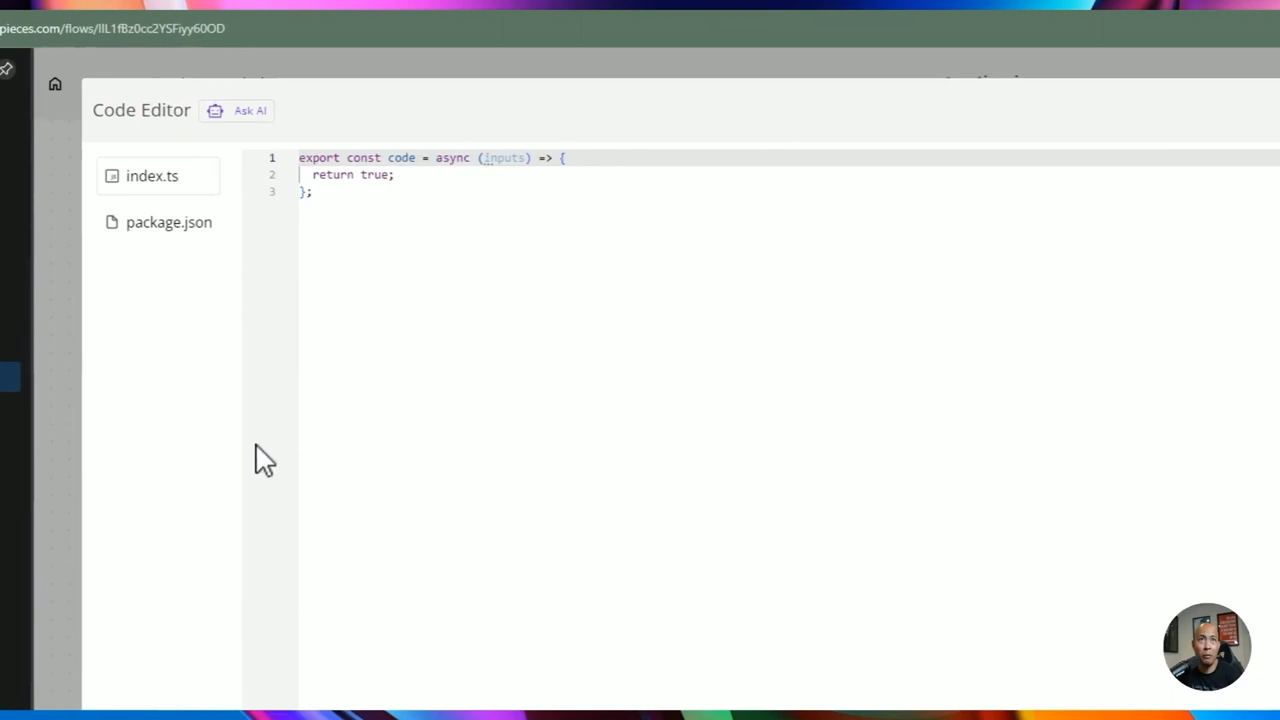 pieces.com/flows/llL1fBz0cc2YSFiyy60OD
Code Editor
Ask AI
index.ts
package.json
1 export const code = async (inputs) => {
2 return true;
3 };